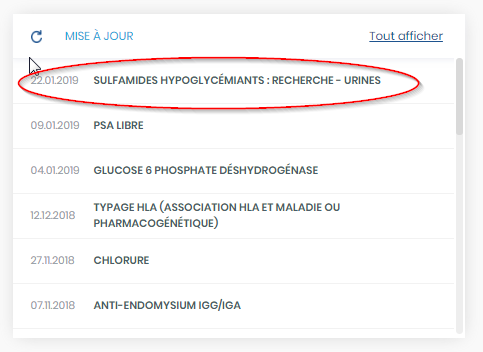 MISE À JOUR Tout afficher
22.01.2019 SULFAMIDES HYPOGLYCÉMIANTS : RECHERCHE - URINES
09.01.2019 PSA LIBRE
04.01.2019 GLUCOSE 6 PHOSPHATE DÉSHYDROGÉNASE
12.12.2018 TYPAGE HLA (ASSOCIATION HLA ET MALADIE OU
PHARMACOGÉNÉTIQUE)
27.11.2018 CHLORURE
07.11.2018 ANTI-ENDOMYSIUM IGG/IGA